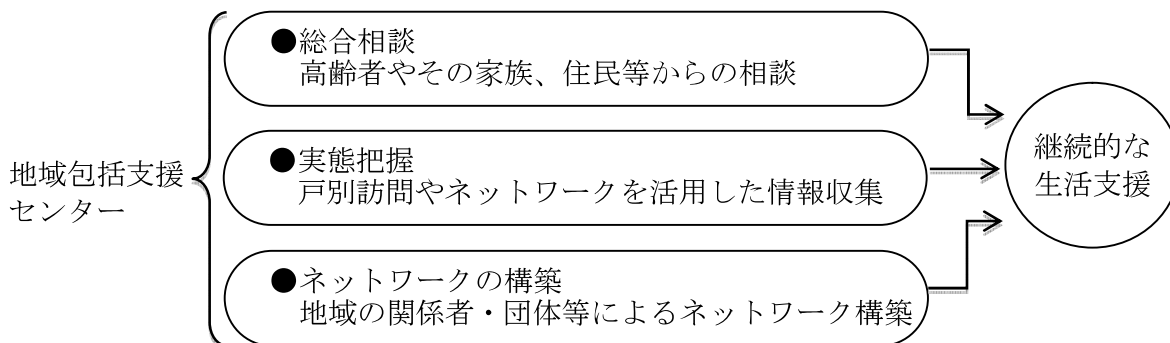 ●総合相談
高齢者やその家族、住民等からの相談
地域包括支援
センター
●実態把握
戸別訪問やネットワークを活用した情報収集
●ネットワークの構築
地域の関係者・団体等によるネットワーク構築
継続的な
生活支援